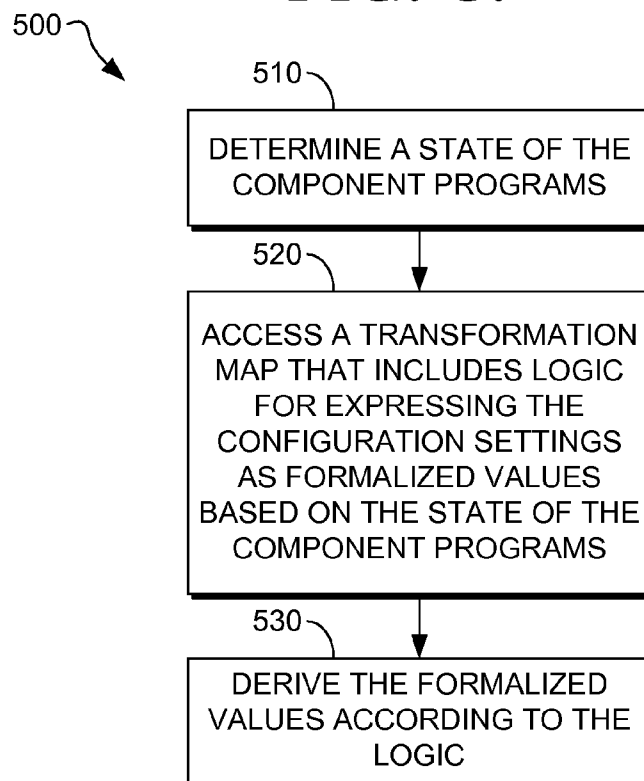 500
510
DETERMINE A STATE OF THE
COMPONENT PROGRAMS
520
ACCESS A TRANSFORMATION
MAP THAT INCLUDES LOGIC
FOR EXPRESSING THE
CONFIGURATION SETTINGS
AS FORMALIZED VALUES
BASED ON THE STATE OF THE
COMPONENT PROGRAMS
530
DERIVE THE FORMALIZED
VALUES ACCORDING TO THE
LOGIC